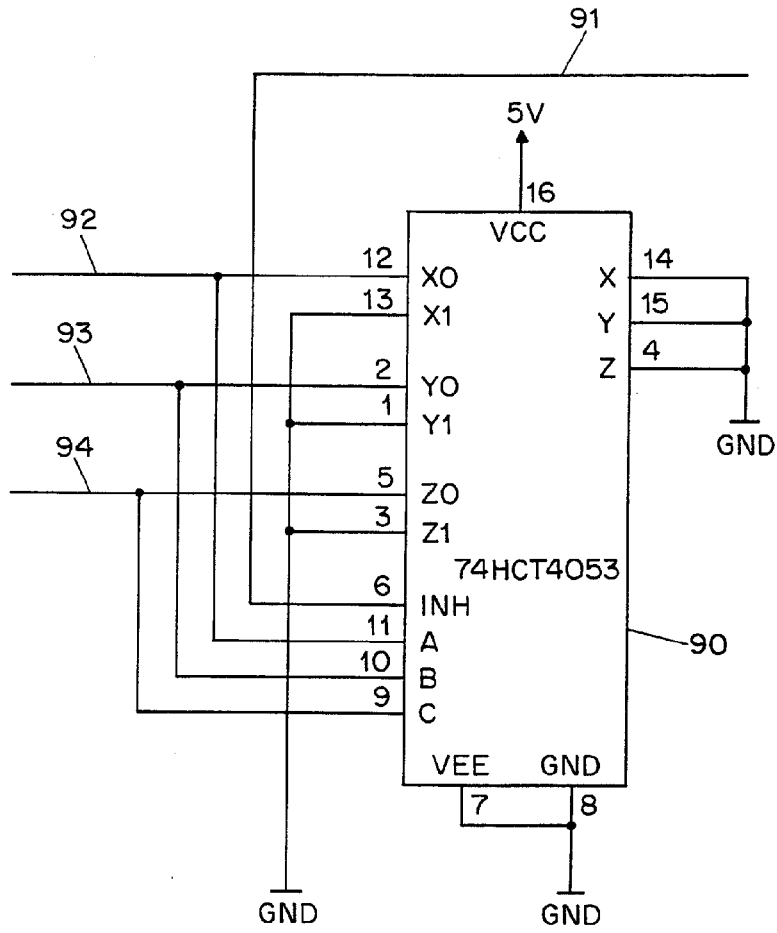 91
5V
16
VCC
92
12 X0
X 14
13 X1
Y 15
93
2 Y0
Z 4
1 Y1
GND
94
5 Z0
3 Z1
74HCT4053
6 INH
11 A
90
10 B
9 C
VEE GND
7 8
GND
GND